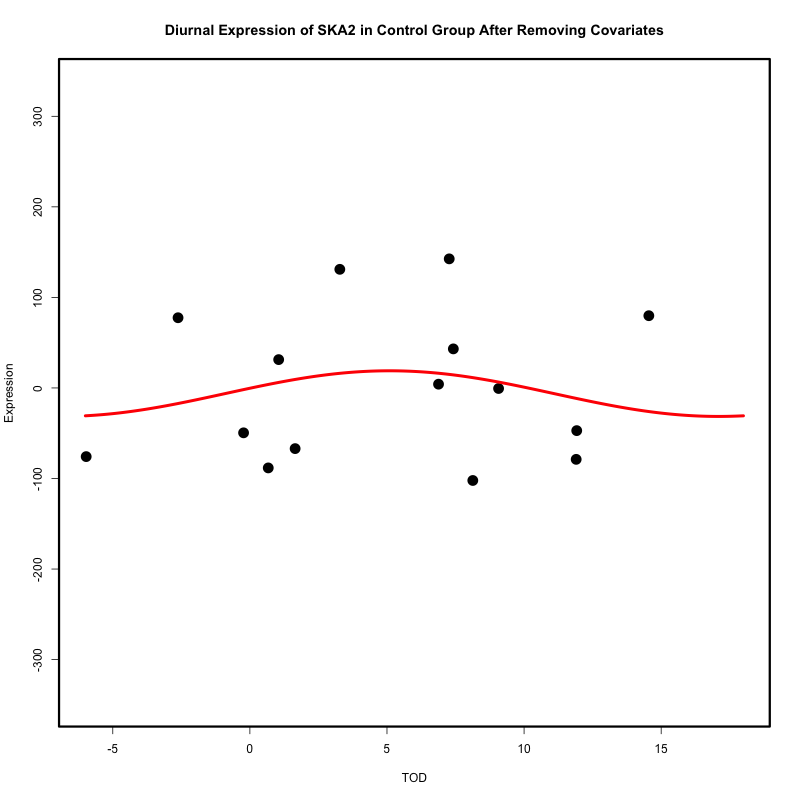 Diurnal Expression of SKA2 in Control Group After Removing Covariates
300
200
100
0
-100
-200
-300
Expression
-5 0 5 10 15
TOD